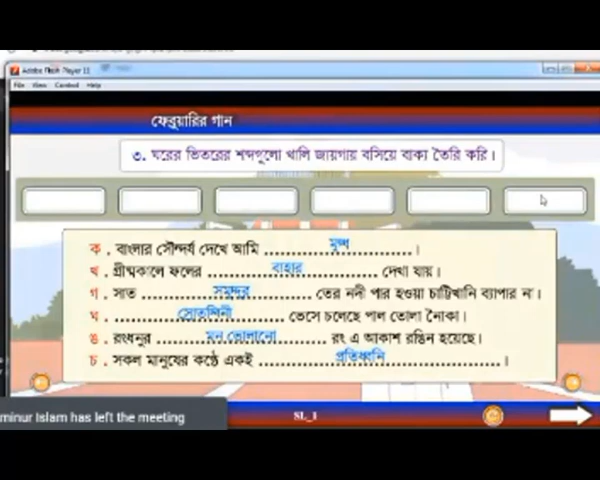 Adobe Flash Player 11
File View Control Help
ফেব্রুয়ারির গান
৩. ঘরের ভিতরের শব্দগুলো খালি জায়গায় বসিয়ে বাক্য তৈরি করি।
ক. বাংলার সৌন্দর্য দেখে আমি ....মুগ্ধ.... ।
খ. গ্রীষ্মকালে ফলের ....বাহার.... দেখা যায়।
গ. সাত ....সমুদ্দুর.... তের নদী পার হওয়া চাট্টিখানি ব্যাপার না।
ঘ. ....স্রোতস্বিনী.... ভেসে চলেছে পাল তোলা নৌকা।
ঙ. রংধনুর ....মন ভোলানো.... রং এ আকাশ রঙিন হয়েছে।
চ. সকল মানুষের কণ্ঠে একই ....প্রতিধ্বনি.... ।
minur Islam has left the meeting
SL_1